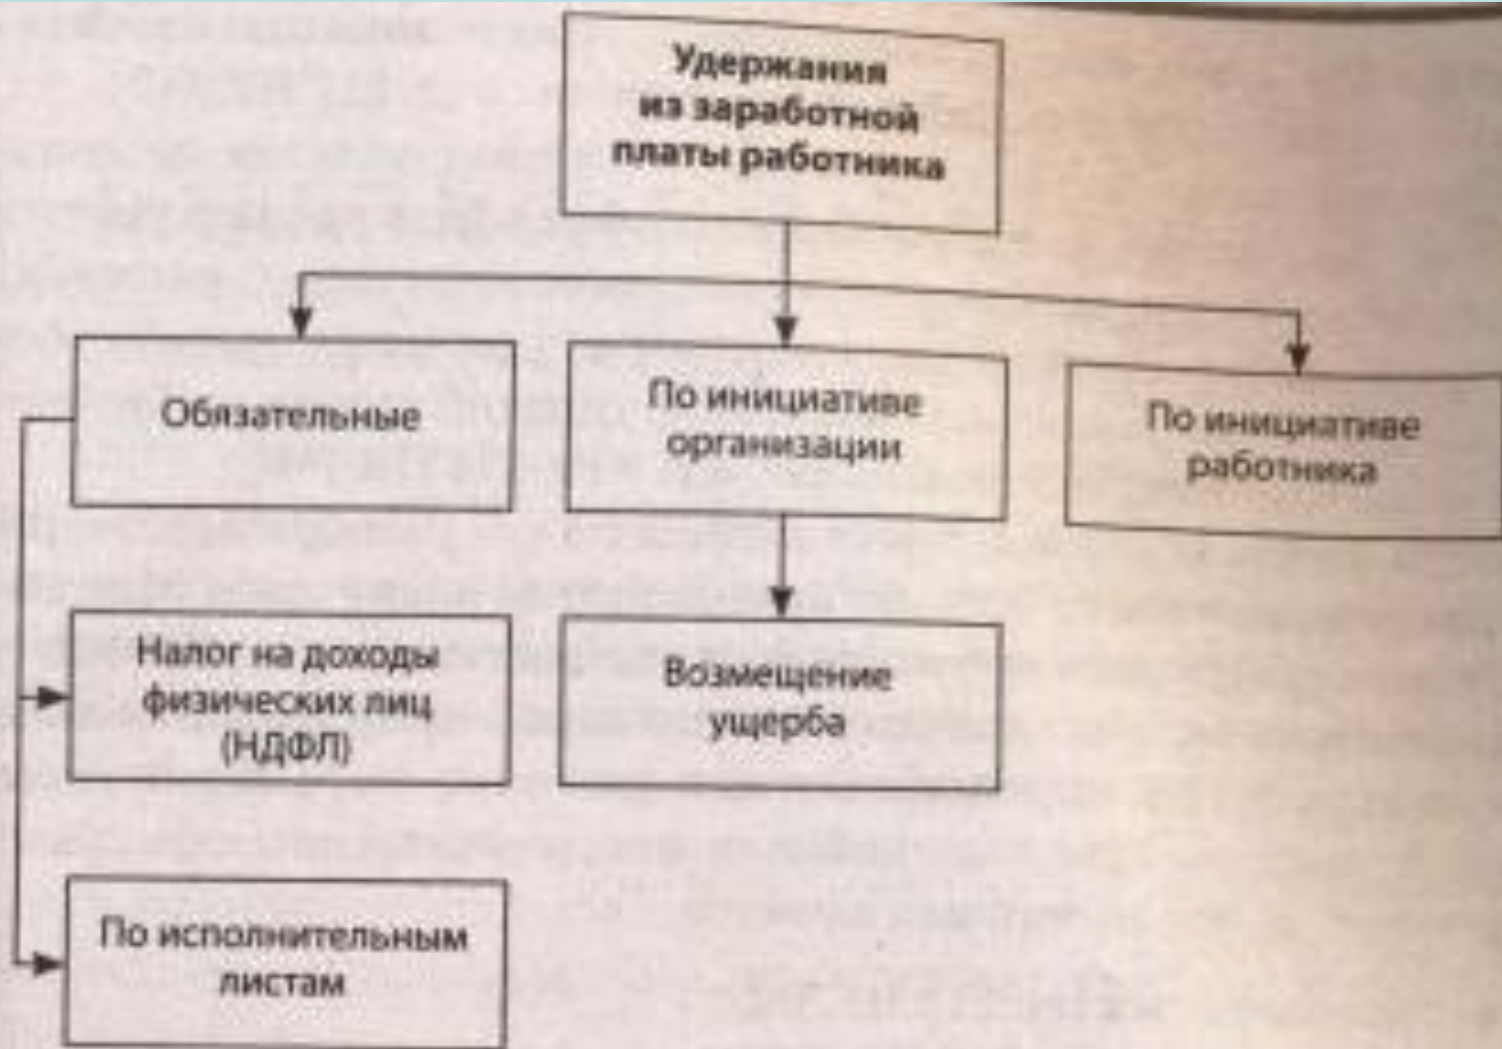 Удержания
из заработной
платы работника
Обязательные
По инициативе
организации
По инициативе
работника
Налог на доходы
физических лиц
(НДФЛ)
Возмещение
ущерба
По исполнительным
листам